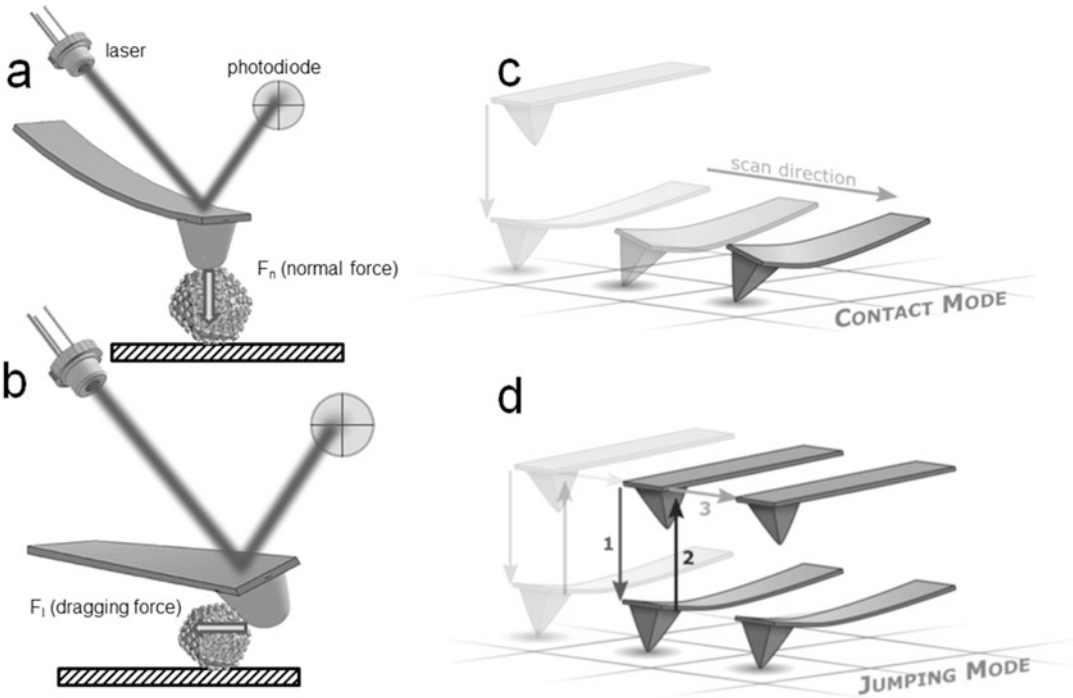 a
laser
photodiode
Fn (normal force)
b
Fl (dragging force)
c
scan direction
CONTACT MODE
d
1
2
3
JUMPING MODE